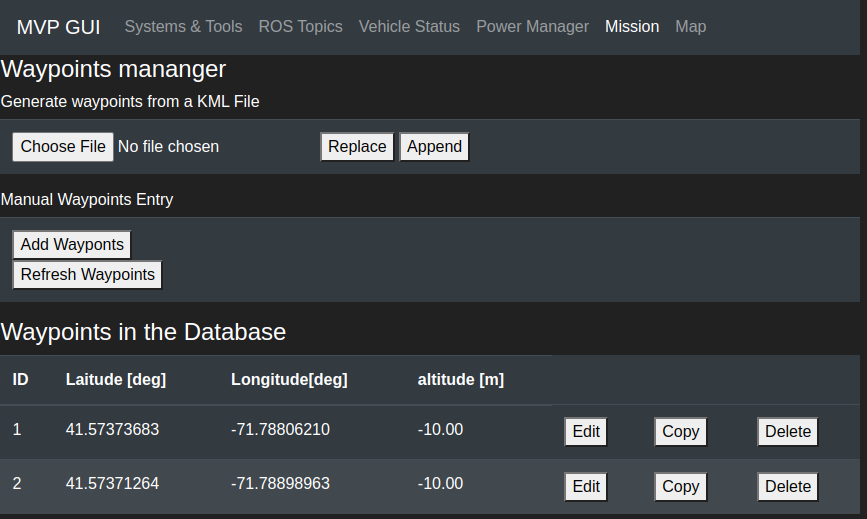 MVP GUI Systems & Tools ROS Topics Vehicle Status Power Manager Mission Map
Waypoints mananger
Generate waypoints from a KML File
Choose File No file chosen Replace Append
Manual Waypoints Entry
Add Wayponts
Refresh Waypoints
Waypoints in the Database
ID Laitude [deg] Longitude[deg] altitude [m]
1 41.57373683 -71.78806210 -10.00 Edit Copy Delete
2 41.57371264 -71.78898963 -10.00 Edit Copy Delete